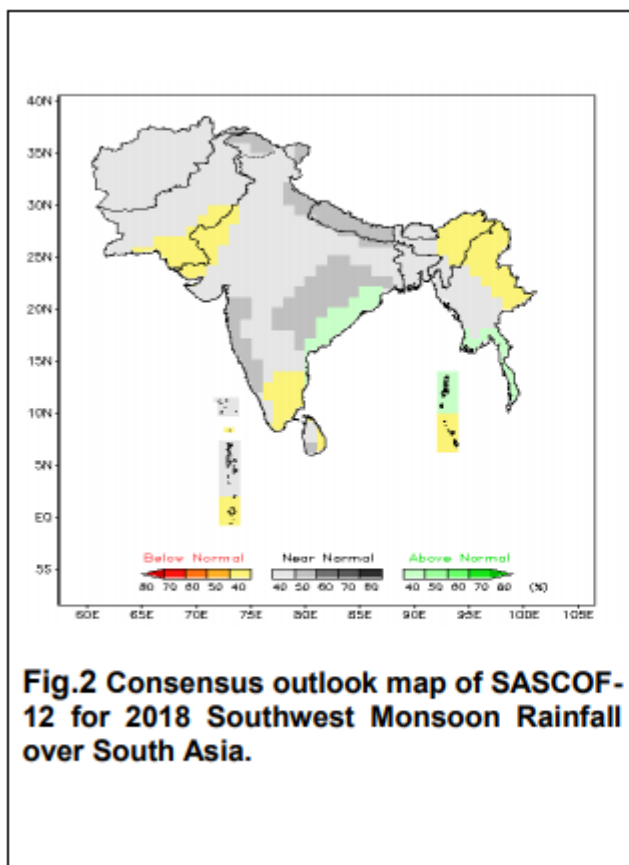 40N
35N
30N
25N
20N
15N
10N
5N
EQ
5S
Below Normal Near Normal Above Normal
80 70 60 50 40 40 50 60 70 80 40 50 60 70 80 (%)
60E 65E 70E 75E 80E 85E 90E 95E 100E 105E
Fig.2 Consensus outlook map of SASCOF-
12 for 2018 Southwest Monsoon Rainfall
over South Asia.